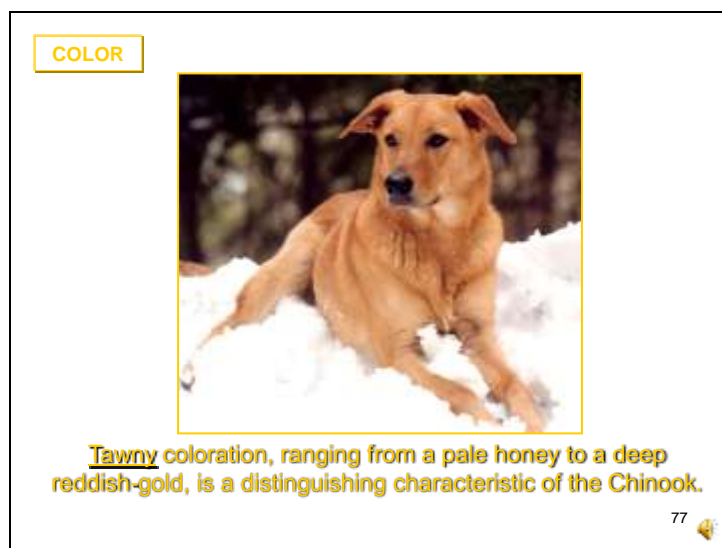 COLOR
Tawny coloration, ranging from a pale honey to a deep
reddish-gold, is a distinguishing characteristic of the Chinook.
77